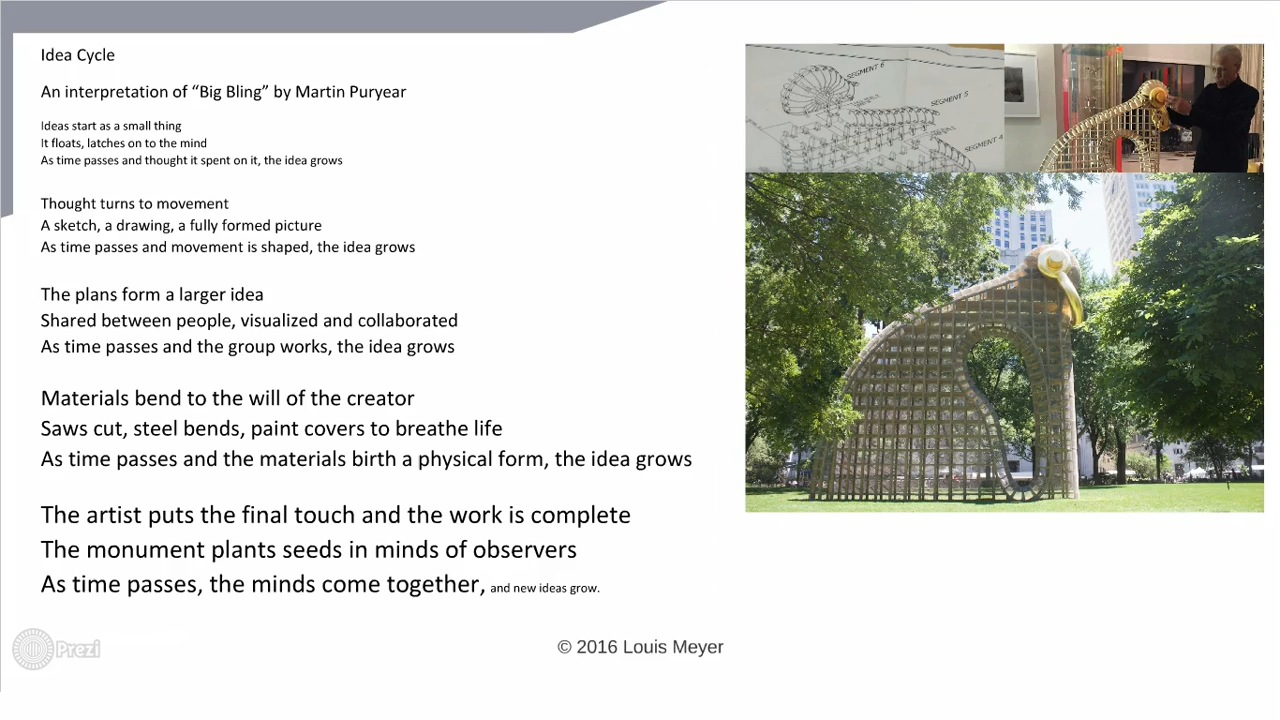 Idea Cycle
An interpretation of “Big Bling” by Martin Puryear
Ideas start as a small thing
It floats, latches on to the mind
As time passes and thought it spent on it, the idea grows
Thought turns to movement
A sketch, a drawing, a fully formed picture
As time passes and movement is shaped, the idea grows
The plans form a larger idea
Shared between people, visualized and collaborated
As time passes and the group works, the idea grows
Materials bend to the will of the creator
Saws cut, steel bends, paint covers to breathe life
As time passes and the materials birth a physical form, the idea grows
The artist puts the final touch and the work is complete
The monument plants seeds in minds of observers
As time passes, the minds come together, and new ideas grow.
SEGMENT 6
SEGMENT 5
SEGMENT 4
© 2016 Louis Meyer
Prezi